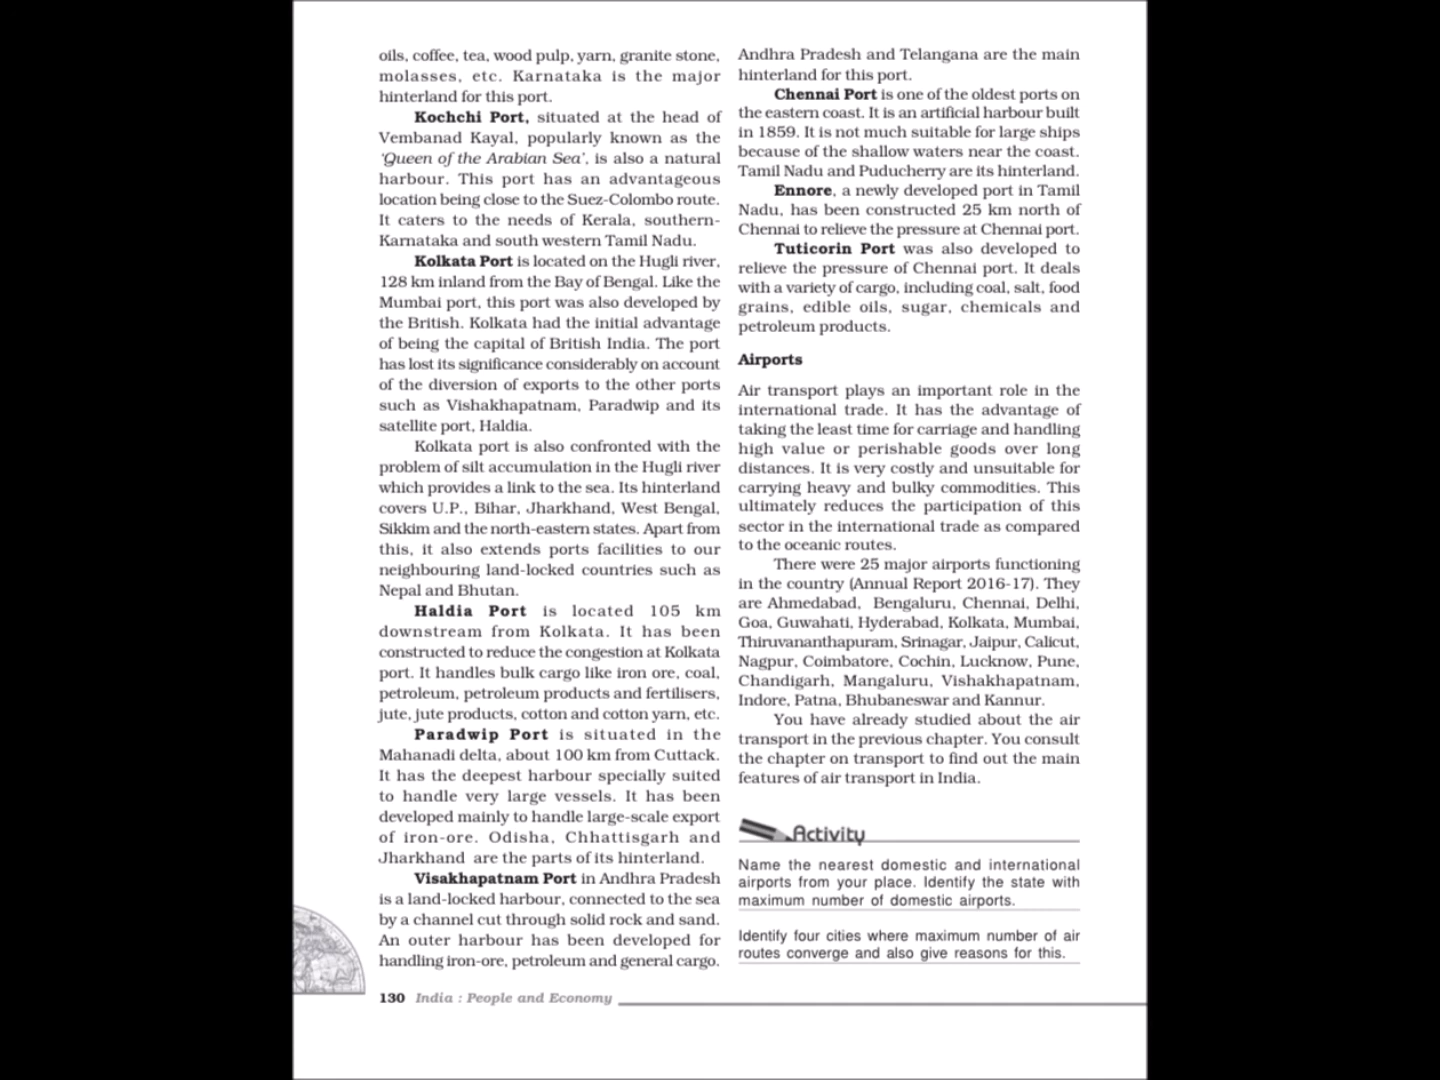 oils, coffee, tea, wood pulp, yarn, granite stone,
molasses, etc. Karnataka is the major
hinterland for this port.
Kochchi Port, situated at the head of
Vembanad Kayal, popularly known as the
'Queen of the Arabian Sea', is also a natural
harbour. This port has an advantageous
location being close to the Suez-Colombo route.
It caters to the needs of Kerala, southern-
Karnataka and south western Tamil Nadu.
Kolkata Port is located on the Hugli river,
128 km inland from the Bay of Bengal. Like the
Mumbai port, this port was also developed by
the British. Kolkata had the initial advantage
of being the capital of British India. The port
has lost its significance considerably on account
of the diversion of exports to the other ports
such as Vishakhapatnam, Paradwip and its
satellite port, Haldia.
Kolkata port is also confronted with the
problem of silt accumulation in the Hugli river
which provides a link to the sea. Its hinterland
covers U.P., Bihar, Jharkhand, West Bengal,
Sikkim and the north-eastern states. Apart from
this, it also extends ports facilities to our
neighbouring land-locked countries such as
Nepal and Bhutan.
Haldia Port is located 105 km
downstream from Kolkata. It has been
constructed to reduce the congestion at Kolkata
port. It handles bulk cargo like iron ore, coal,
petroleum, petroleum products and fertilisers,
jute, jute products, cotton and cotton yarn, etc.
Paradwip Port is situated in the
Mahanadi delta, about 100 km from Cuttack.
It has the deepest harbour specially suited
to handle very large vessels. It has been
developed mainly to handle large-scale export
of iron-ore. Odisha, Chhattisgarh and
Jharkhand are the parts of its hinterland.
Visakhapatnam Port in Andhra Pradesh
is a land-locked harbour, connected to the sea
by a channel cut through solid rock and sand.
An outer harbour has been developed for
handling iron-ore, petroleum and general cargo.
Andhra Pradesh and Telangana are the main
hinterland for this port.
Chennai Port is one of the oldest ports on
the eastern coast. It is an artificial harbour built
in 1859. It is not much suitable for large ships
because of the shallow waters near the coast.
Tamil Nadu and Puducherry are its hinterland.
Ennore, a newly developed port in Tamil
Nadu, has been constructed 25 km north of
Chennai to relieve the pressure at Chennai port.
Tuticorin Port was also developed to
relieve the pressure of Chennai port. It deals
with a variety of cargo, including coal, salt, food
grains, edible oils, sugar, chemicals and
petroleum products.
Airports
Air transport plays an important role in the
international trade. It has the advantage of
taking the least time for carriage and handling
high value or perishable goods over long
distances. It is very costly and unsuitable for
carrying heavy and bulky commodities. This
ultimately reduces the participation of this
sector in the international trade as compared
to the oceanic routes.
There were 25 major airports functioning
in the country (Annual Report 2016-17). They
are Ahmedabad, Bengaluru, Chennai, Delhi,
Goa, Guwahati, Hyderabad, Kolkata, Mumbai,
Thiruvananthapuram, Srinagar, Jaipur, Calicut,
Nagpur, Coimbatore, Cochin, Lucknow, Pune,
Chandigarh, Mangaluru, Vishakhapatnam,
Indore, Patna, Bhubaneswar and Kannur.
You have already studied about the air
transport in the previous chapter. You consult
the chapter on transport to find out the main
features of air transport in India.
Activity
Name the nearest domestic and international
airports from your place. Identify the state with
maximum number of domestic airports.
Identify four cities where maximum number of air
routes converge and also give reasons for this.
130 India : People and Economy